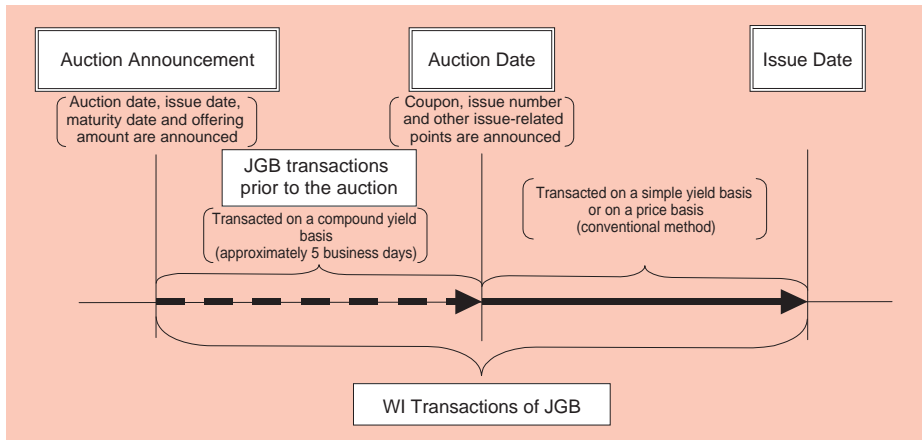 Auction Announcement
Auction Date
Issue Date
Auction date, issue date,
maturity date and offering
amount are announced
Coupon, issue number
and other issue-related
points are announced
JGB transactions
prior to the auction
Transacted on a compound yield
basis
(approximately 5 business days)
Transacted on a simple yield basis
or on a price basis
(conventional method)
WI Transactions of JGB